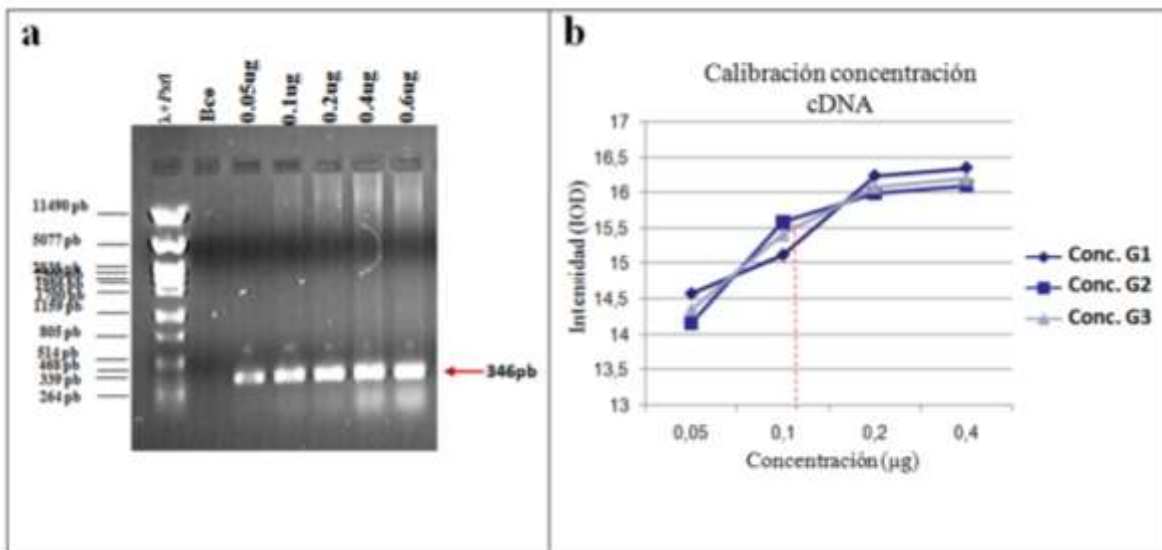 a
λ+PstI
Bco
0.05ug
0.1ug
0.2ug
0.4ug
0.6ug
11490 pb
5077 pb
1159 pb
805 pb
514 pb
468 pb
339 pb
264 pb
346pb
b
Calibración concentración
cDNA
Intensidad (IOD)
17
16,5
16
15,5
15
14,5
14
13,5
13
0,05
0,1
0,2
0,4
Concentración (µg)
Conc. G1
Conc. G2
Conc. G3